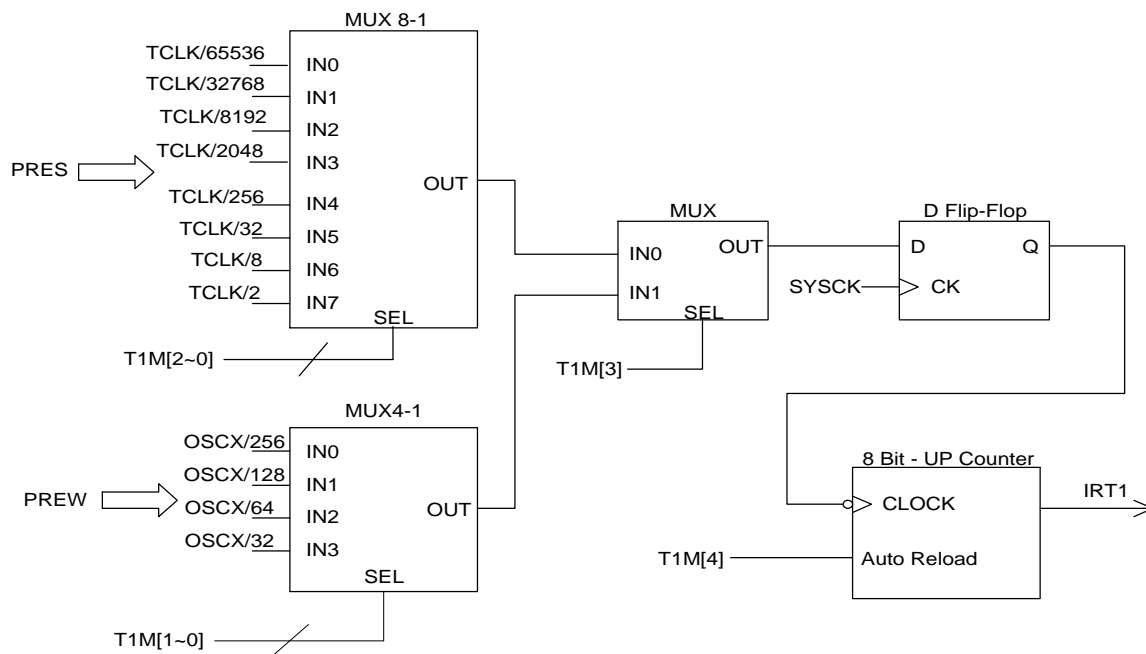 MUX 8-1
TCLK/65536
IN0
TCLK/32768
IN1
TCLK/8192
IN2
TCLK/2048
IN3
PRES
OUT
TCLK/256
IN4
TCLK/32
IN5
TCLK/8
IN6
TCLK/2
IN7
SEL
T1M[2~0]
MUX
OUT
IN0
IN1
SEL
T1M[3]
D Flip-Flop
D
Q
SYSCK
CK
MUX4-1
OSCX/256
IN0
OSCX/128
IN1
PREW
OSCX/64
IN2
OUT
OSCX/32
IN3
SEL
T1M[1~0]
8 Bit - UP Counter
CLOCK
IRT1
T1M[4]
Auto Reload